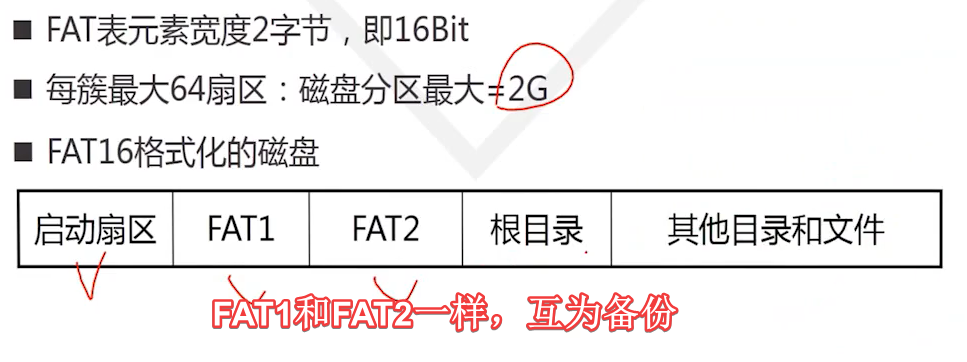 ■ FAT表元素宽度2字节，即16Bit
■ 每簇最大64扇区：磁盘分区最大=2G
■ FAT16格式化的磁盘
启动扇区 FAT1 FAT2 根目录 其他目录和文件
FAT1和FAT2一样，互为备份